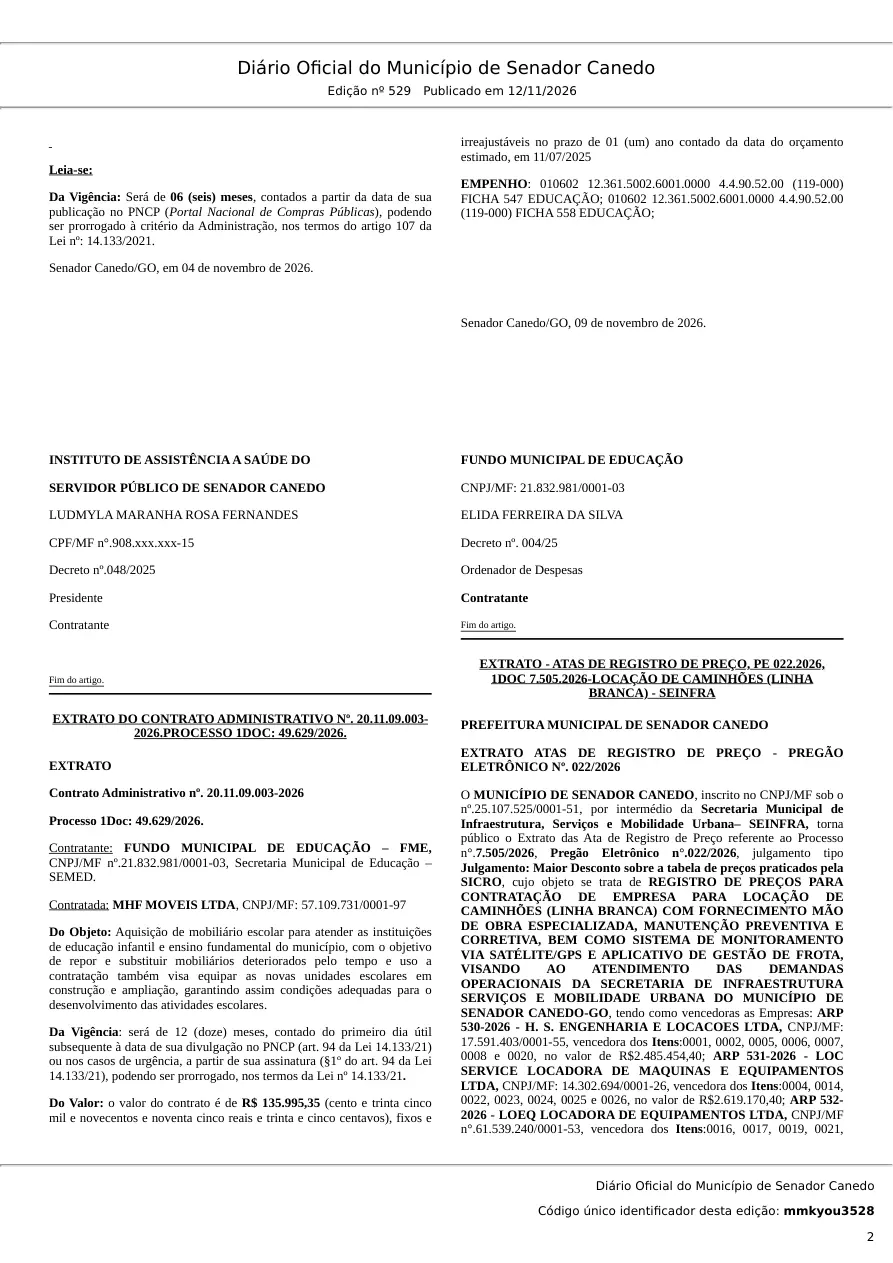 Diário Oficial do Município de Senador Canedo
Edição nº 529   Publicado em 12/11/2026
Leia-se:
Da Vigência: Será de 06 (seis) meses, contados a partir da data de sua
publicação no PNCP (Portal Nacional de Compras Públicas), podendo
ser prorrogado à critério da Administração, nos termos do artigo 107 da
Lei nº: 14.133/2021.
Senador Canedo/GO, em 04 de novembro de 2026.
INSTITUTO DE ASSISTÊNCIA A SAÚDE DO
SERVIDOR PÚBLICO DE SENADOR CANEDO
LUDMYLA MARANHA ROSA FERNANDES
CPF/MF n°.908.xxx.xxx-15
Decreto nº.048/2025
Presidente
Contratante
Fim do artigo.
EXTRATO DO CONTRATO ADMINISTRATIVO Nº. 20.11.09.003-
2026.PROCESSO 1DOC: 49.629/2026.
EXTRATO
Contrato Administrativo nº. 20.11.09.003-2026
Processo 1Doc: 49.629/2026.
Contratante: FUNDO MUNICIPAL DE EDUCAÇÃO – FME,
CNPJ/MF nº.21.832.981/0001-03, Secretaria Municipal de Educação –
SEMED.
Contratada: MHF MOVEIS LTDA, CNPJ/MF: 57.109.731/0001-97
Do Objeto: Aquisição de mobiliário escolar para atender as instituições
de educação infantil e ensino fundamental do município, com o objetivo
de repor e substituir mobiliários deteriorados pelo tempo e uso a
contratação também visa equipar as novas unidades escolares em
construção e ampliação, garantindo assim condições adequadas para o
desenvolvimento das atividades escolares.
Da Vigência: será de 12 (doze) meses, contado do primeiro dia útil
subsequente à data de sua divulgação no PNCP (art. 94 da Lei 14.133/21)
ou nos casos de urgência, a partir de sua assinatura (§1º do art. 94 da Lei
14.133/21), podendo ser prorrogado, nos termos da Lei nº 14.133/21.
Do Valor: o valor do contrato é de R$ 135.995,35 (cento e trinta cinco
mil e novecentos e noventa cinco reais e trinta e cinco centavos), fixos e
irreajustáveis no prazo de 01 (um) ano contado da data do orçamento
estimado, em 11/07/2025
EMPENHO: 010602 12.361.5002.6001.0000 4.4.90.52.00 (119-000)
FICHA 547 EDUCAÇÃO; 010602 12.361.5002.6001.0000 4.4.90.52.00
(119-000) FICHA 558 EDUCAÇÃO;
Senador Canedo/GO, 09 de novembro de 2026.
FUNDO MUNICIPAL DE EDUCAÇÃO
CNPJ/MF: 21.832.981/0001-03
ELIDA FERREIRA DA SILVA
Decreto nº. 004/25
Ordenador de Despesas
Contratante
Fim do artigo.
EXTRATO - ATAS DE REGISTRO DE PREÇO, PE 022.2026,
1DOC 7.505.2026-LOCAÇÃO DE CAMINHÕES (LINHA
BRANCA) - SEINFRA
PREFEITURA MUNICIPAL DE SENADOR CANEDO
EXTRATO ATAS DE REGISTRO DE PREÇO - PREGÃO
ELETRÔNICO Nº. 022/2026
O MUNICÍPIO DE SENADOR CANEDO, inscrito no CNPJ/MF sob o
nº.25.107.525/0001-51, por intermédio da Secretaria Municipal de
Infraestrutura, Serviços e Mobilidade Urbana– SEINFRA, torna
público o Extrato das Ata de Registro de Preço referente ao Processo
n°.7.505/2026, Pregão Eletrônico n°.022/2026, julgamento tipo
Julgamento: Maior Desconto sobre a tabela de preços praticados pela
SICRO, cujo objeto se trata de REGISTRO DE PREÇOS PARA
CONTRATAÇÃO DE EMPRESA PARA LOCAÇÃO DE
CAMINHÕES (LINHA BRANCA) COM FORNECIMENTO MÃO
DE OBRA ESPECIALIZADA, MANUTENÇÃO PREVENTIVA E
CORRETIVA, BEM COMO SISTEMA DE MONITORAMENTO
VIA SATÉLITE/GPS E APLICATIVO DE GESTÃO DE FROTA,
VISANDO AO ATENDIMENTO DAS DEMANDAS
OPERACIONAIS DA SECRETARIA DE INFRAESTRUTURA
SERVIÇOS E MOBILIDADE URBANA DO MUNICÍPIO DE
SENADOR CANEDO-GO, tendo como vencedoras as Empresas: ARP
530-2026 - H. S. ENGENHARIA E LOCACOES LTDA, CNPJ/MF:
17.591.403/0001-55, vencedora dos Itens:0001, 0002, 0005, 0006, 0007,
0008 e 0020, no valor de R$2.485.454,40; ARP 531-2026 - LOC
SERVICE LOCADORA DE MAQUINAS E EQUIPAMENTOS
LTDA, CNPJ/MF: 14.302.694/0001-26, vencedora dos Itens:0004, 0014,
0022, 0023, 0024, 0025 e 0026, no valor de R$2.619.170,40; ARP 532-
2026 - LOEQ LOCADORA DE EQUIPAMENTOS LTDA, CNPJ/MF
n°.61.539.240/0001-53, vencedora dos Itens:0016, 0017, 0019, 0021,
Diário Oficial do Município de Senador Canedo
Código único identificador desta edição: mmkyou3528
2